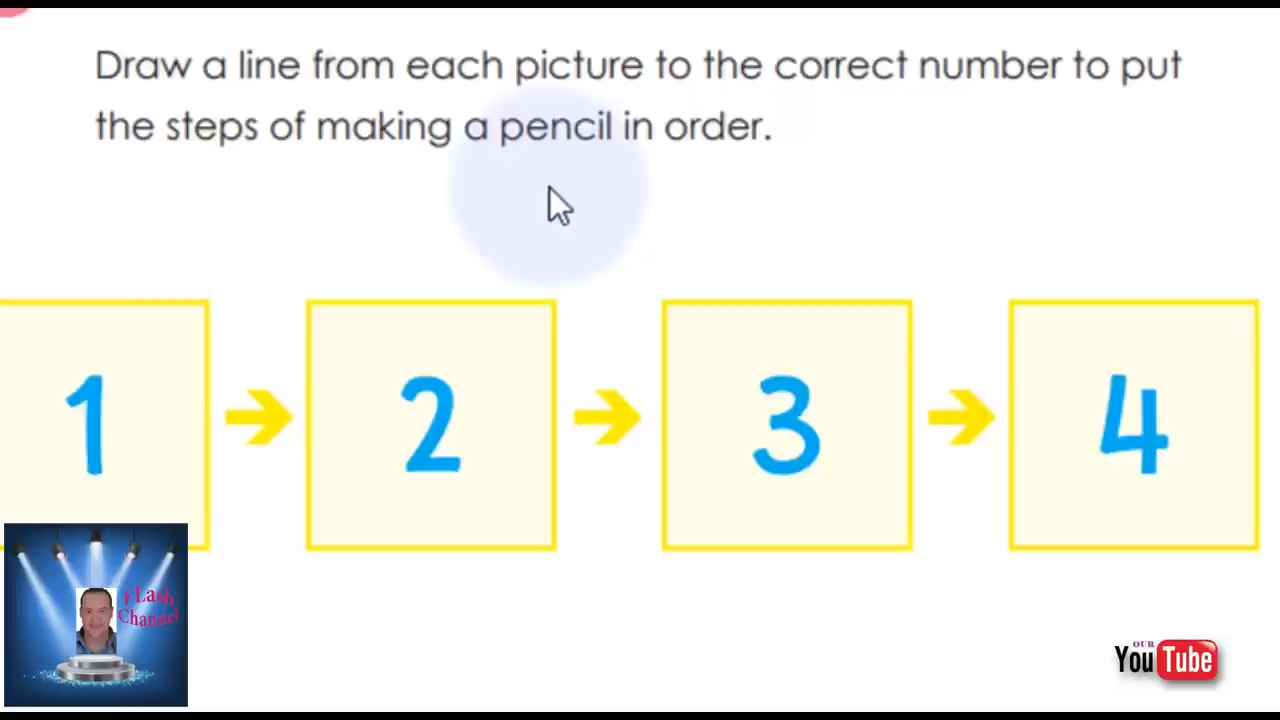 Draw a line from each picture to the correct number to put
the steps of making a pencil in order.
1
2
3
4
FLash
Channel
OUR
YouTube